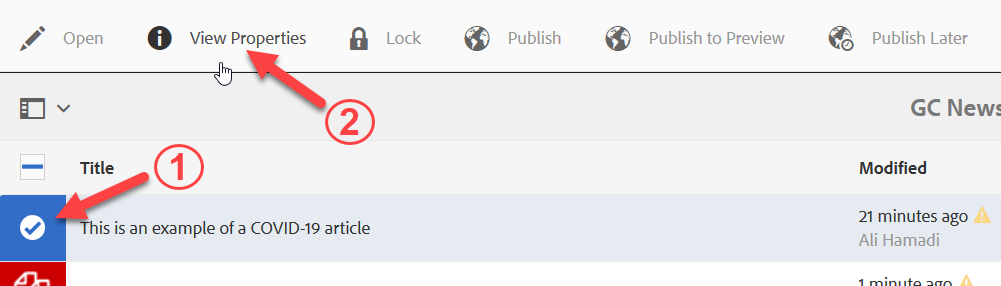 Open View Properties Lock Publish Publish to Preview Publish Later
2
GC News
1
Title Modified
This is an example of a COVID-19 article 21 minutes ago
Ali Hamadi
1 minute ago